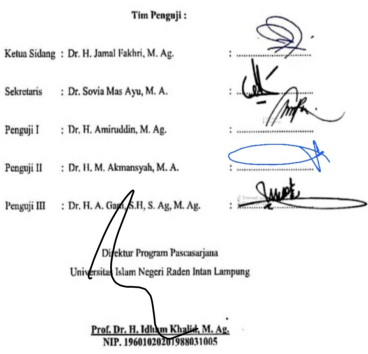 Tim Penguji :
Ketua Sidang : Dr. H. Jamal Fakhri, M. Ag. :
Sekretaris : Dr. Sovia Mas Ayu, M. A. :
Penguji I : Dr. H. Amiruddin, M. Ag. :
Penguji II : Dr. H. M. Akmansyah, M. A. :
Penguji III : Dr. H. A. Gani, S.H, S. Ag, M. Ag. :
Direktur Program Pascasarjana
Universitas Islam Negeri Raden Intan Lampung
Prof. Dr. H. Idham Khalid, M. Ag.
NIP. 19601020201988031005